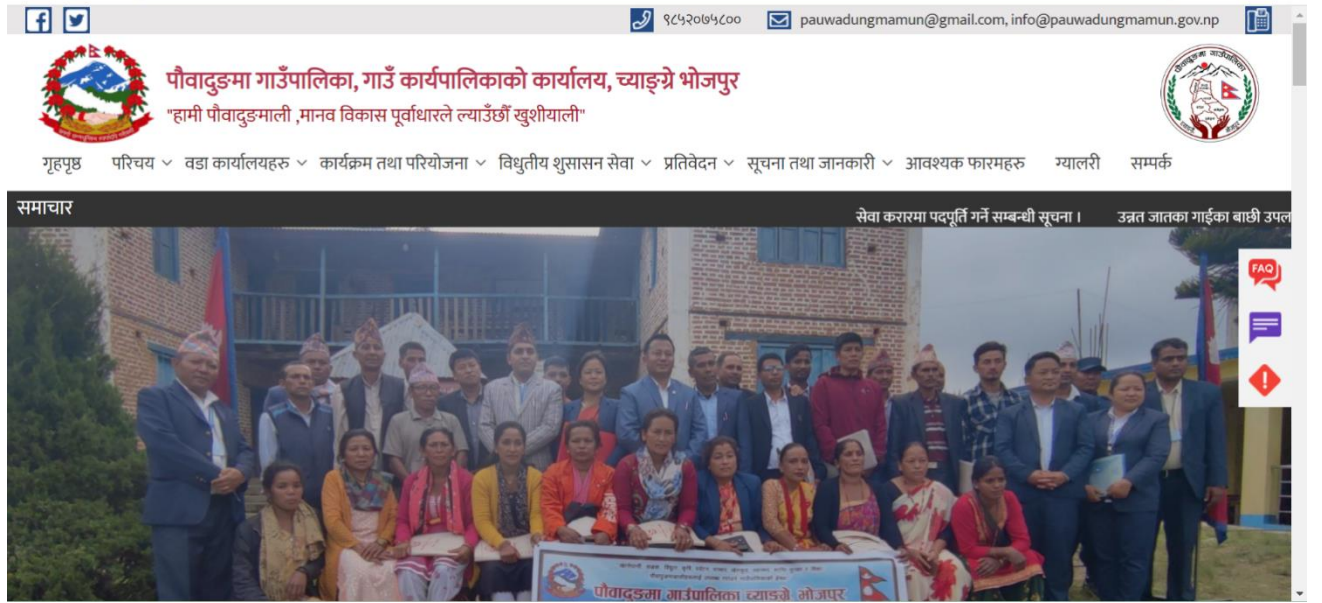 ९८५२०७५८०० pauwadungmamun@gmail.com, info@pauwadungmamun.gov.np
पौवादुङमा गाउँपालिका, गाउँ कार्यपालिकाको कार्यालय, च्याङ्ग्रे भोजपुर
"हामी पौवादुङमाली ,मानव विकास पूर्वाधारले ल्याउँछौँ खुशीयाली"
गृहपृष्ठ परिचय वडा कार्यालयहरु कार्यक्रम तथा परियोजना विधुतीय शुसासन सेवा प्रतिवेदन सूचना तथा जानकारी आवश्यक फारमहरु ग्यालरी सम्पर्क
समाचार सेवा करारमा पदपूर्ति गर्ने सम्बन्धी सूचना । उन्नत जातका गाईका बाछी उपल
FAQ
पौवादुङमा गाउँपालिका च्याङग्रे भोजपुर